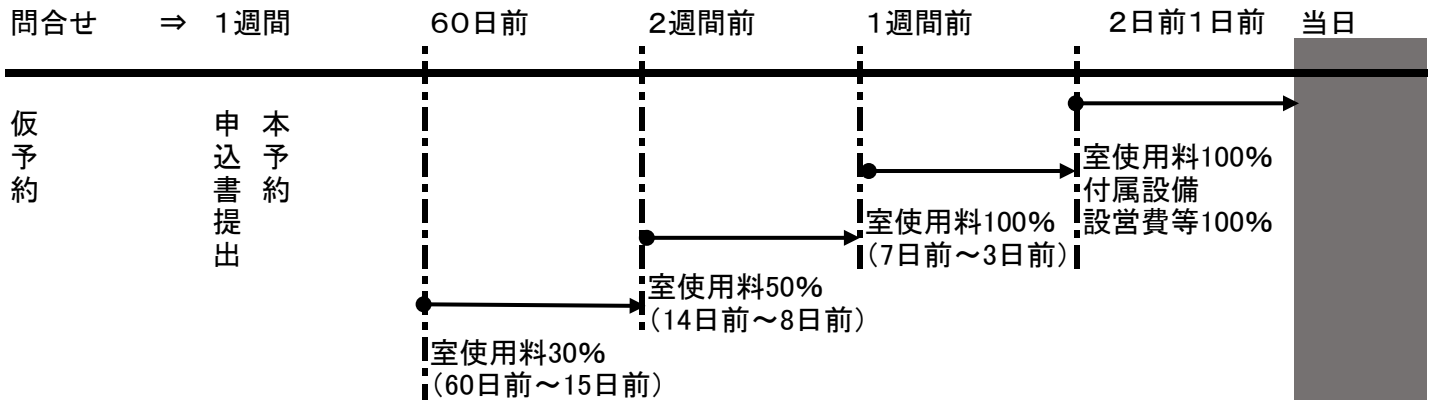 問合せ ⇒ 1週間 60日前 2週間前 1週間前 2日前1日前 当日
仮予約
申込書提出
本予約
室使用料100%
付属設備
設営費等100%
室使用料100%
(7日前~3日前)
室使用料50%
(14日前~8日前)
室使用料30%
(60日前~15日前)